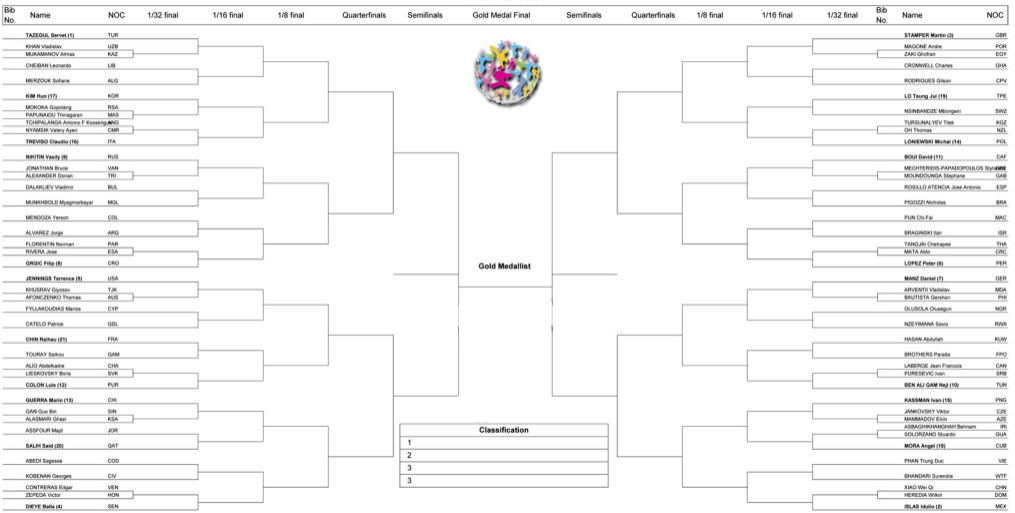 Bib No. Name NOC 1/32 final 1/16 final 1/8 final Quarterfinals Semifinals Gold Medal Final Semifinals Quarterfinals 1/8 final 1/16 final 1/32 final Bib No. Name NOC
TAZEGUL Servet (1) TUR
KHAN Vladislav UZB
MUKAMANOV Almas KAZ
CHEIBAN Leonardo LIB
MERZOUK Sofiane ALG
KIM Hun (17) KOR
MOKOKA Gopolang RSA
PAPUNAIDU Thinagaran MAS
TCHIPALANGA Antonio F
NYAMSIK Valery Ayen CMR
TREVISO Claudio (16) ITA
NIKITIN Vasily (9) RUS
JONATHAN Bruce VAN
ALEXANDER Dorian TRI
DALAKLIEV Vladimir BUL
MUNKHBOLD Myagmarbayar MGL
MENDOZA Yerson COL
ALVAREZ Jorge ARG
FLORENTIN Norman PAR
RIVERA Jose ESA
GRGIC Filip (8) CRO
JENNINGS Terrence (5) USA
KHUSRAV Giyosov TJK
AFONCZENKO Thomas AUS
FYLLAKOUDIAS Marios CYP
CATELO Patrice GDL
CHIN Raihau (21) FRA
TOURAY Saikou GAM
ALIO Abdelkadre CHA
LIESKOVSKY Boris SVK
COLON Luis (12) PUR
GUERRA Mario (13) CHI
GAN Guo Bin SIN
ALASMARI Ghazi KSA
ASSFOUR Majd JOR
SALIH Said (20) QAT
ABEDI Sagesse COD
KOBENAN Georges CIV
CONTRERAS Edgar VEN
ZEPEDA Victor HON
DIEYE Balla (4) SEN
Gold Medallist
Classification
1
2
3
3
STAMPER Martin (3) GBR
MAGONE Andre POR
ZAKI Ghofran EGY
CROMWELL Charles GHA
RODRIGUES Gilson CPV
LO Tsung Jui (19) TPE
NSINBANDZE Mbongeni SWZ
TURSUNALYEV Tilek KGZ
OH Thomas NZL
LONIEWSKI Michal (14) POL
BOUI David (11) CAF
MECHTERIDIS-PAPADOPOULOS
MOUNDOUNGA Stephane GAB
ROSILLO ATENCIA Jose Antonio ESP
PIGOZZI Nicholas BRA
PUN Chi-Fai MAC
BRAGINSKI Ilan ISR
TANGJAI Chetrapee THA
MATA Aldo CRC
LOPEZ Peter (6) PER
MANZ Daniel (7) GER
ARVENTII Vladislav MDA
BAUTISTA Gershon PHI
OLUSOLA Olusegun NGR
NZEYIMANA Savio RWA
HASAN Abdullah KUW
BROTHERS Paraita FPO
LABERGE Jean Francois CAN
PURESEVIC Ivan SRB
BEN ALI GAM Neji (10) TUN
KASSMAN Ivan (15) PNG
JANKOVSKY Viktor CZE
MAMMADOV Elvin AZE
ASBAGHIKHANGHAH Behnam IRI
SOLORZANO Stuardo GUA
MORA Angel (18) CUB
PHAN Trung Duc VIE
BHANDARI Surendra WTF
XIAO Wei Qi CHN
HEREDIA Wilkin DOM
ISLAS Idulio (2) MEX